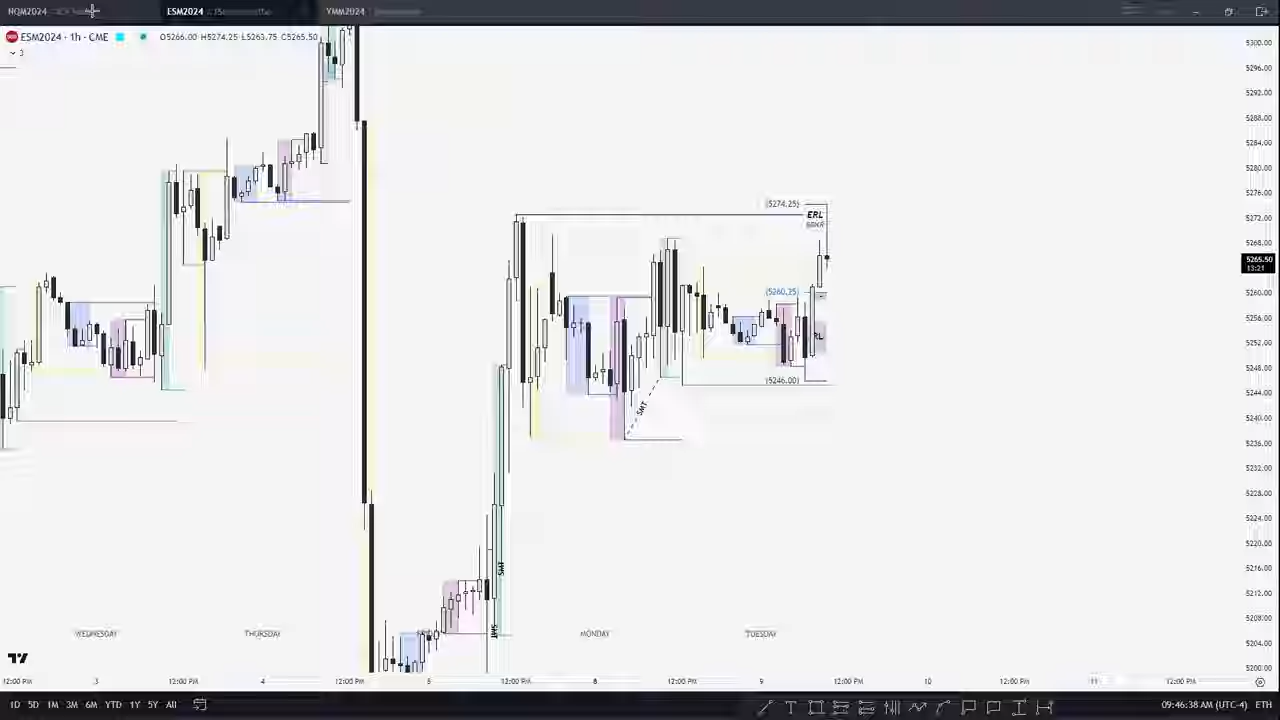 NQM2024
ESM2024
YMM2024
ESM2024 · 1h · CME O5266.00 H5274.25 L5263.75 C5265.50
3
5300.00
5296.00
5292.00
5288.00
5284.00
5280.00
5276.00
(5274.25)
ERL
5272.00
5268.00
5265.50
13:21
(5260.25)
5260.00
5256.00
RL
5252.00
5248.00
(5246.00)
5244.00
SMT
5240.00
5236.00
5232.00
5228.00
5224.00
5220.00
5216.00
SMT
5212.00
5208.00
SMT
5204.00
5200.00
WEDNESDAY THURSDAY MONDAY TUESDAY
12:00 PM 3 12:00 PM 4 12:00 PM 5 12:00 PM 8 12:00 PM 9 12:00 PM 10 12:00 PM 11 12:00 PM
1D 5D 1M 3M 6M YTD 1Y 5Y All
09:46:38 AM (UTC-4) ETH